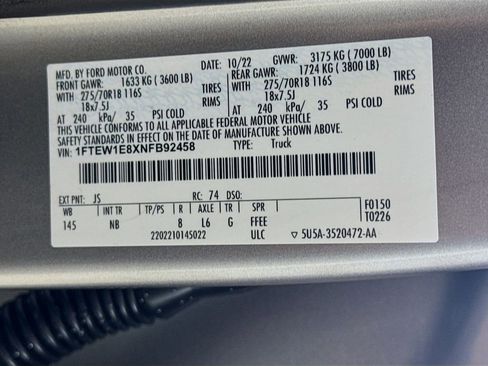 MFD. BY FORD MOTOR CO. DATE: 10/22 GVWR: 3175 KG (7000 LB)
FRONT GAWR: 1633 KG (3600 LB) REAR GAWR: 1724 KG (3800 LB)
WITH 275/70R18 116S TIRES WITH 275/70R18 116S TIRES
18x7.5J RIMS 18x7.5J RIMS
AT 240 kPa/ 35 PSI COLD AT 240 kPa/ 35 PSI COLD
THIS VEHICLE CONFORMS TO ALL APPLICABLE FEDERAL MOTOR VEHICLE
SAFETY STANDARDS IN EFFECT ON THE DATE OF MANUFACTURE SHOWN ABOVE.
VIN: 1FTEW1E8XNFB92458 TYPE: Truck
EXT PNT: JS RC: 74 DSO: F0150
WB INT TR TP/PS R AXLE TR SPR T0226
145 NB 8 L6 G FFEE
2202210145022 ULC ▽ 5U5A-3520472-AA